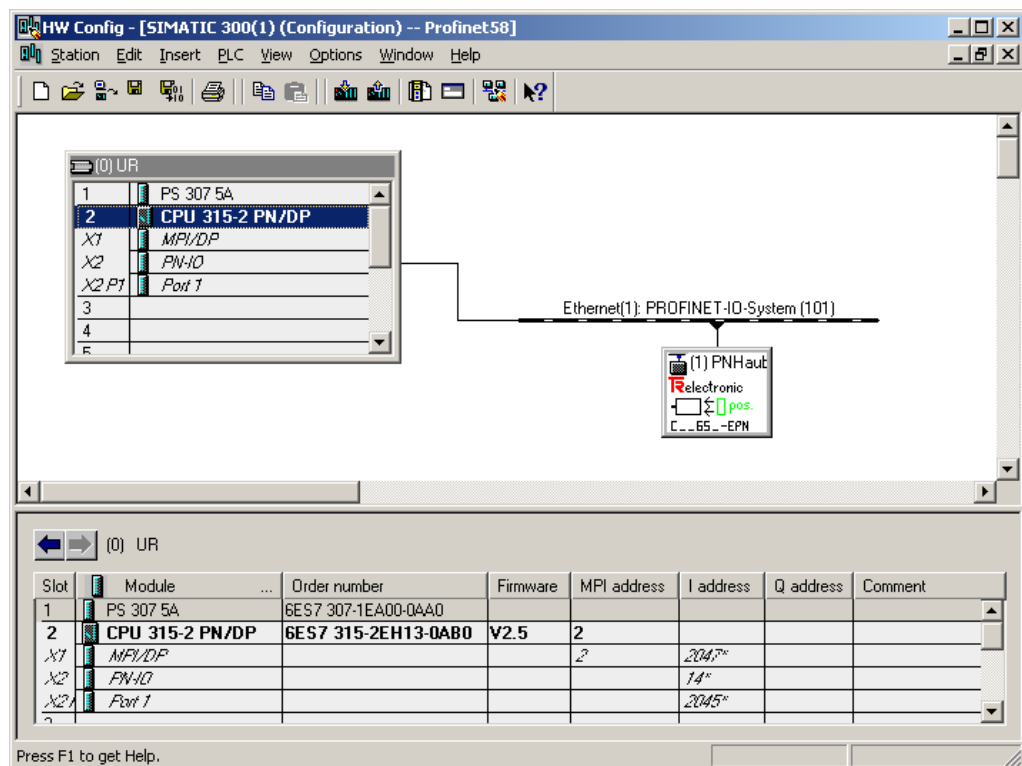 HW Config - [SIMATIC 300(1) (Configuration) -- Profinet58]
Station Edit Insert PLC View Options Window Help
(0) UR
1 PS 307 5A
2 CPU 315-2 PN/DP
X1 MPI/DP
X2 PN-IO
X2 P1 Port 1
3
4
5
Ethernet(1): PROFINET-IO-System (101)
(1) PNHaub
TR electronic
pos.
C__65_-EPN
(0) UR
Slot Module ... Order number Firmware MPI address I address Q address Comment
1 PS 307 5A 6ES7 307-1EA00-0AA0
2 CPU 315-2 PN/DP 6ES7 315-2EH13-0AB0 V2.5 2
X1 MPI/DP 2 2047*
X2 PN-IO 14*
X2 Port 1 2045*
Press F1 to get Help.